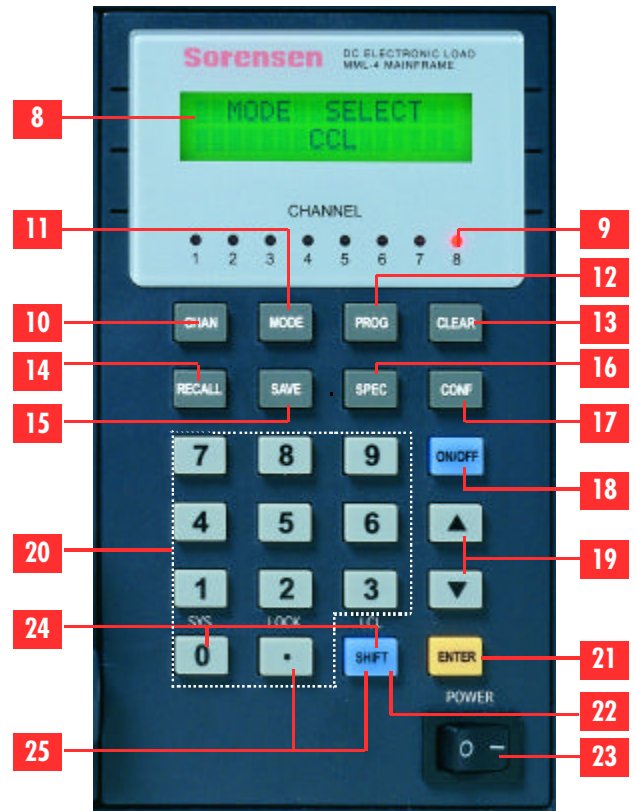 Sorensen
DC ELECTRONIC LOAD
MML-4 MAINFRAME
8
MODE SELECT
CCL
CHANNEL
11
9
1 2 3 4 5 6 7 8
12
10
CHAN MODE PROG CLEAR
13
14
16
RECALL SAVE SPEC CONF
15
17
7 8 9 ON/OFF
18
20
4 5 6 ▲
19
1 2 3 ▼
24
SYS LOCK LCL
0 . SHIFT ENTER
21
POWER
22
25
O –
23